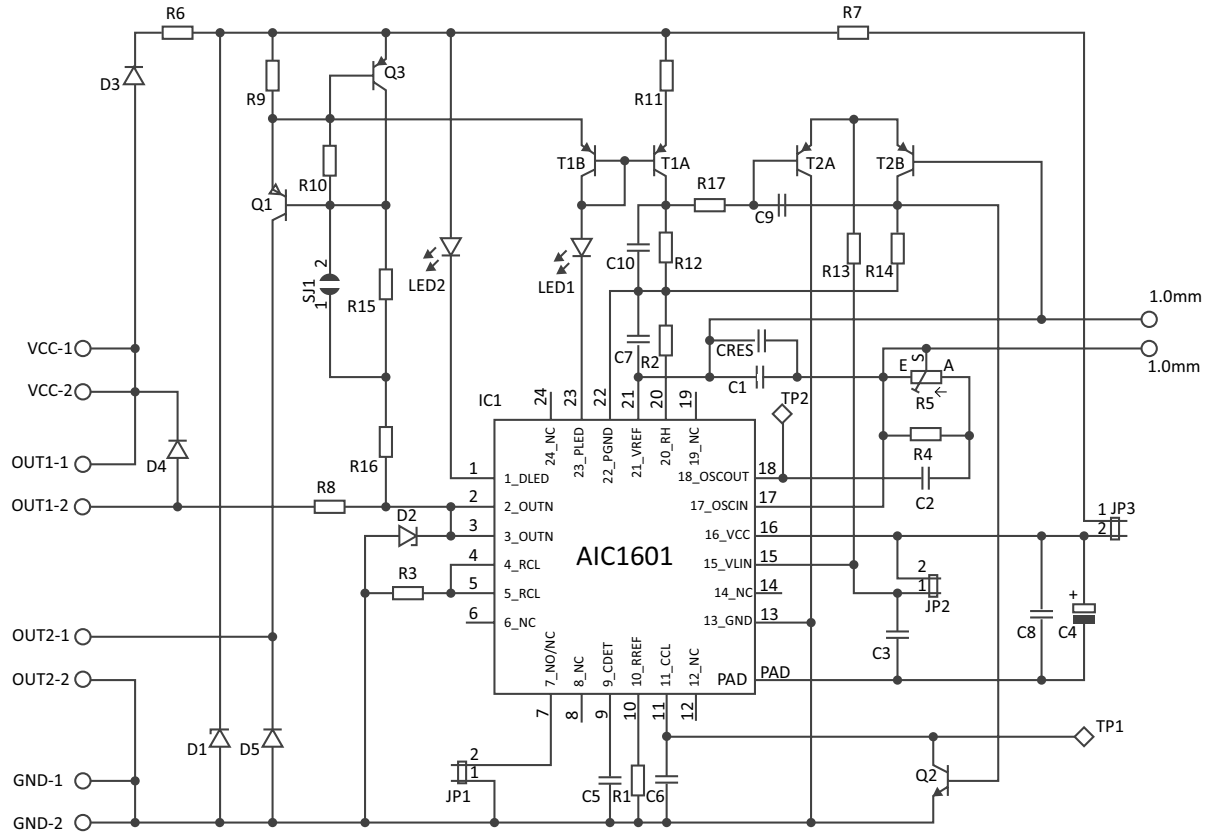 R6
R7
D3
R9
Q3
R11
T1B
T1A
T2A
T2B
R10
R17
Q1
C9
2
SJ1
1
LED2
LED1
C10
R12
R13
R14
R15
1.0mm
VCC-1
C7
R2
CRES
E
S
A
1.0mm
VCC-2
C1
R5
IC1
24
23
22
21
20
19
TP2
OUT1-1
D4
R16
24_NC
23_PLED
22_PGND
21_VREF
20_RH
19_NC
R4
1
1_DLED
18_OSCOUT
18
C2
OUT1-2
R8
2
2_OUTN
17_OSCIN
17
1
JP3
D2
3
3_OUTN
16_VCC
16
2
AIC1601
4
4_RCL
15_VLIN
15
2
R3
5
5_RCL
14_NC
14
1
JP2
6
6_NC
13_GND
13
+
C3
C8
C4
OUT2-1
OUT2-2
7_NO/NC
8_NC
9_CDET
10_RREF
11_CCL
12_NC
PAD
PAD
7
8
9
10
11
12
D1
D5
TP1
2
1
JP1
GND-1
C5
R1
C6
Q2
GND-2